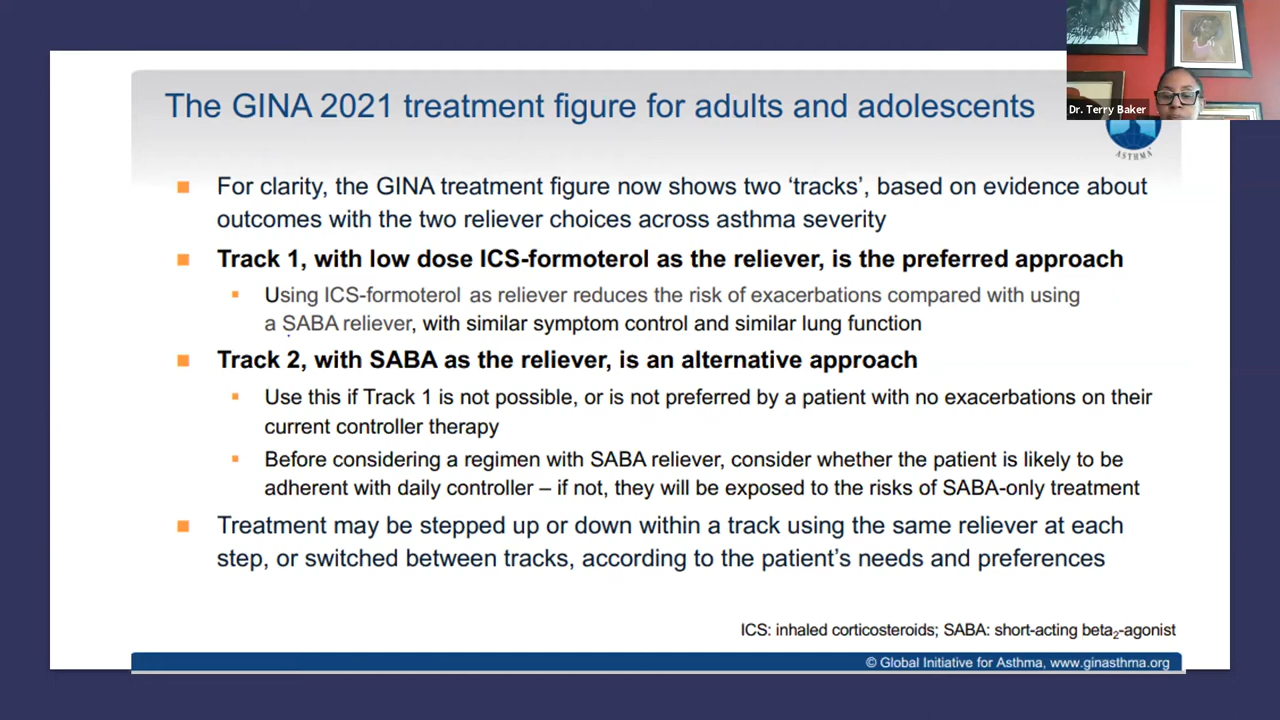 The GINA 2021 treatment figure for adults and adolescents
Dr. Terry Baker
ASTHMA
For clarity, the GINA treatment figure now shows two ‘tracks’, based on evidence about
outcomes with the two reliever choices across asthma severity
Track 1, with low dose ICS-formoterol as the reliever, is the preferred approach
Using ICS-formoterol as reliever reduces the risk of exacerbations compared with using
a SABA reliever, with similar symptom control and similar lung function
Track 2, with SABA as the reliever, is an alternative approach
Use this if Track 1 is not possible, or is not preferred by a patient with no exacerbations on their
current controller therapy
Before considering a regimen with SABA reliever, consider whether the patient is likely to be
adherent with daily controller – if not, they will be exposed to the risks of SABA-only treatment
Treatment may be stepped up or down within a track using the same reliever at each
step, or switched between tracks, according to the patient’s needs and preferences
ICS: inhaled corticosteroids; SABA: short-acting beta₂-agonist
© Global Initiative for Asthma, www.ginasthma.org